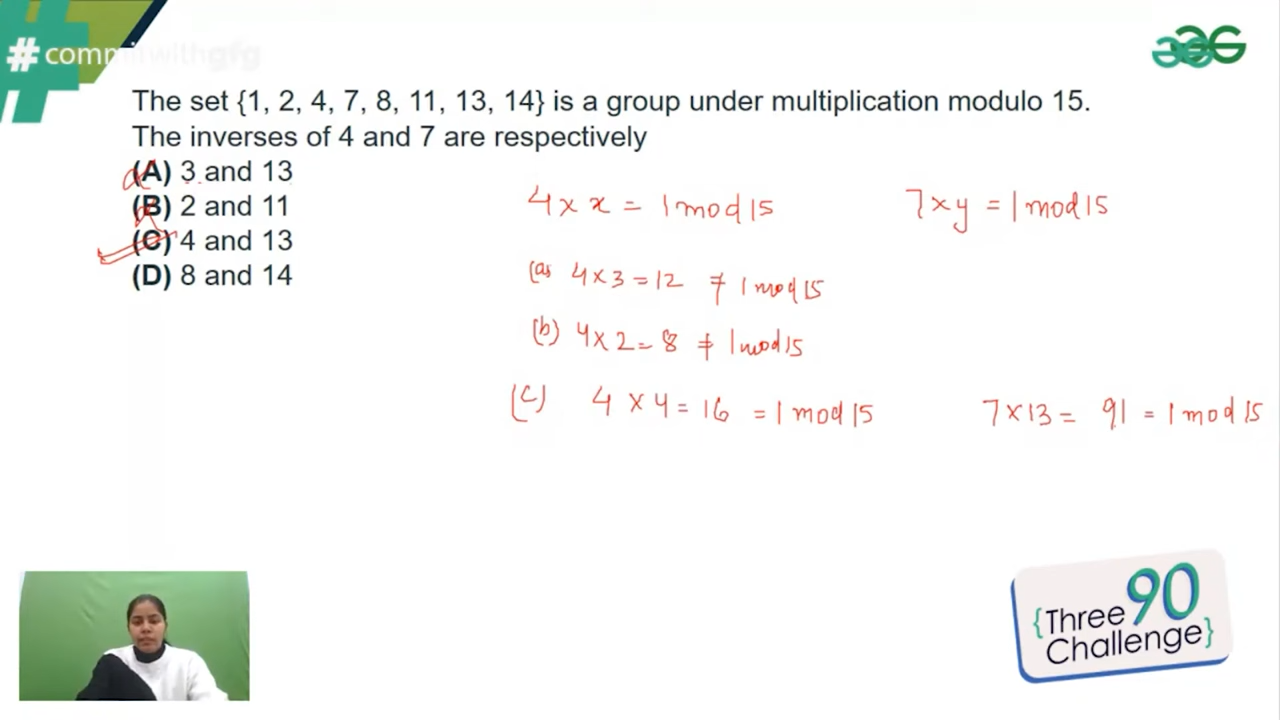 #commitwithgfg
The set {1, 2, 4, 7, 8, 11, 13, 14} is a group under multiplication modulo 15.
The inverses of 4 and 7 are respectively
(A) 3 and 13
(B) 2 and 11
(C) 4 and 13
(D) 8 and 14
4 × x = 1 mod 15
7 × y = 1 mod 15
(a) 4 × 3 = 12 ≠ 1 mod 15
(b) 4 × 2 = 8 ≠ 1 mod 15
(c) 4 × 4 = 16 = 1 mod 15
7 × 13 = 91 = 1 mod 15
{Three 90
Challenge}